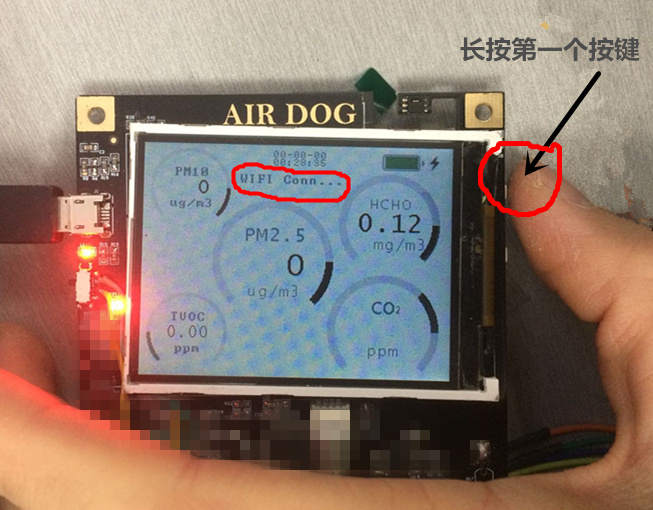 长按第一个按键
AIR DOG
00-00-00
00:28:35
WIFI Conn...
PM10
0
ug/m3
HCHO
0.12
mg/m3
PM2.5
0
ug/m3
TVOC
0.00
ppm
CO₂
ppm